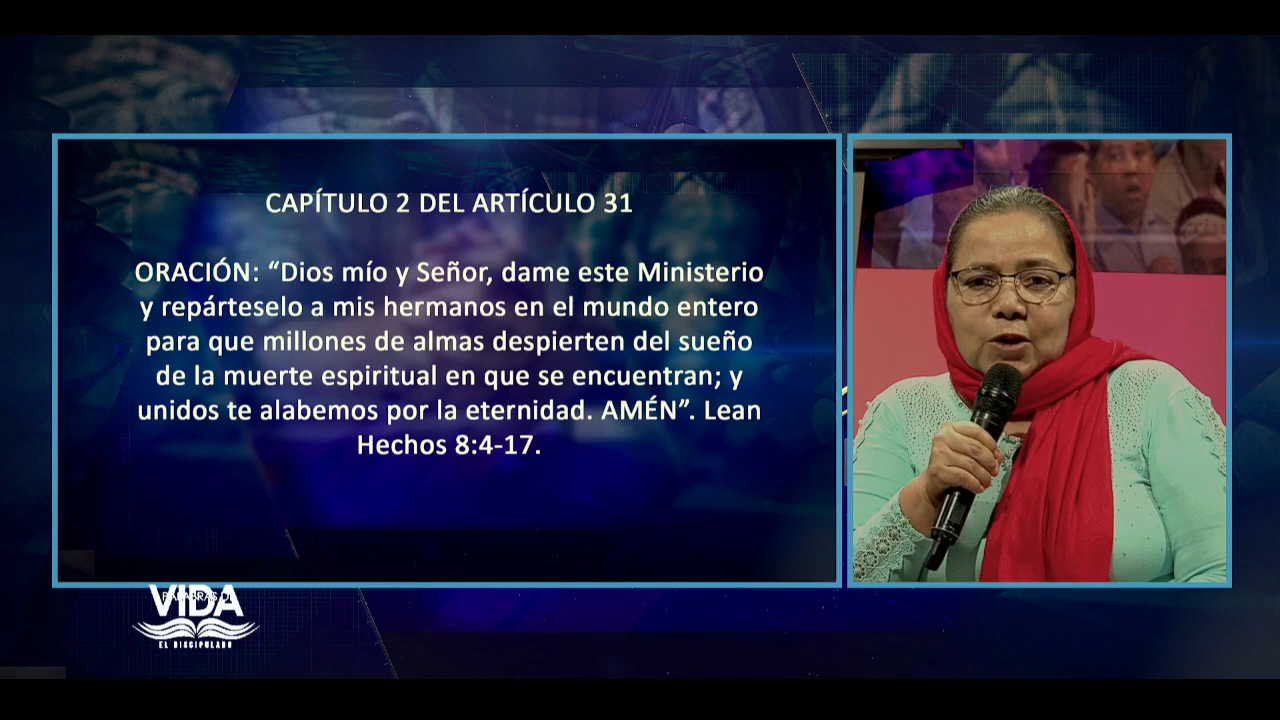 CAPÍTULO 2 DEL ARTÍCULO 31
ORACIÓN: “Dios mío y Señor, dame este Ministerio
y repárteselo a mis hermanos en el mundo entero
para que millones de almas despierten del sueño
de la muerte espiritual en que se encuentran; y
unidos te alabemos por la eternidad. AMÉN”. Lean
Hechos 8:4-17.
PALABRAS DE
VIDA
EL DISCIPULADO